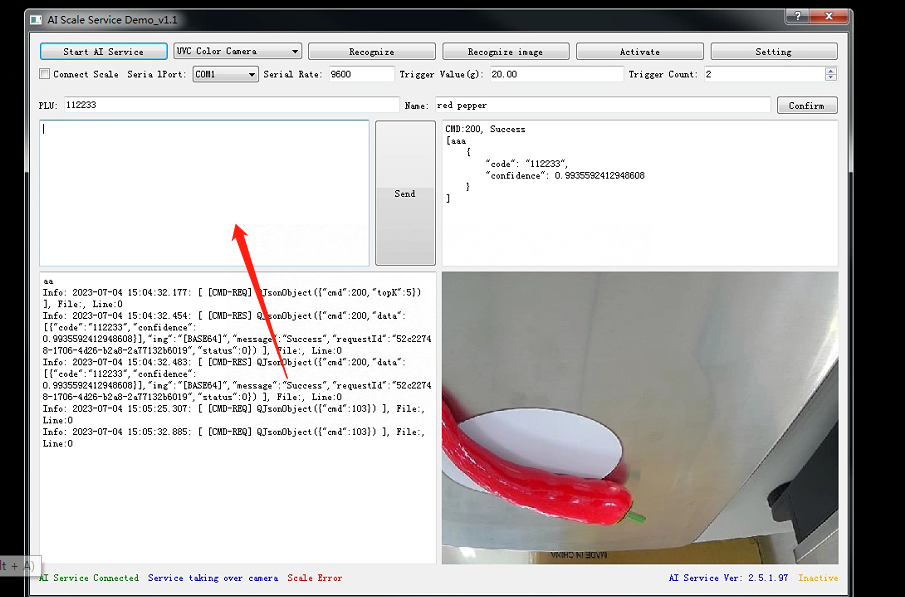 AI Scale Service Demo_v1.1
Start AI Service UVC Color Camera Recognize Recognize image Activate Setting
Connect Scale Serial lPort: COM1 Serial Rate: 9600 Trigger Value(g): 20.00 Trigger Count: 2
PLU: 112233 Name: red pepper Confirm
Send
CMD:200, Success
[aaa
{
"code": "112233",
"confidence": 0.9935592412948608
}
]
aa
Info: 2023-07-04 15:04:32.177: [ [CMD-REQ] QJsonObject({"cmd":200,"topK":5})
], File:, Line:0
Info: 2023-07-04 15:04:32.454: [ [CMD-RES] QJsonObject({"cmd":200,"data":
[{"code":"112233","confidence":
0.9935592412948608}],"img":"[BASE64]","message":"Success","requestId":"52c2274
8-1706-4d26-b2a8-2a77132b6019","status":0}) ], File:, Line:0
Info: 2023-07-04 15:04:32.483: [ [CMD-RES] QJsonObject({"cmd":200,"data":
[{"code":"112233","confidence":
0.9935592412948608}],"img":"[BASE64]","message":"Success","requestId":"52c2274
8-1706-4d26-b2a8-2a77132b6019","status":0}) ], File:, Line:0
Info: 2023-07-04 15:05:25.307: [ [CMD-REQ] QJsonObject({"cmd":103}) ], File:,
Line:0
Info: 2023-07-04 15:05:32.885: [ [CMD-REQ] QJsonObject({"cmd":103}) ], File:,
Line:0
MADE IN CHINA
lt + A)
AI Service Connected Service taking over camera Scale Error AI Service Ver: 2.5.1.97 Inactive